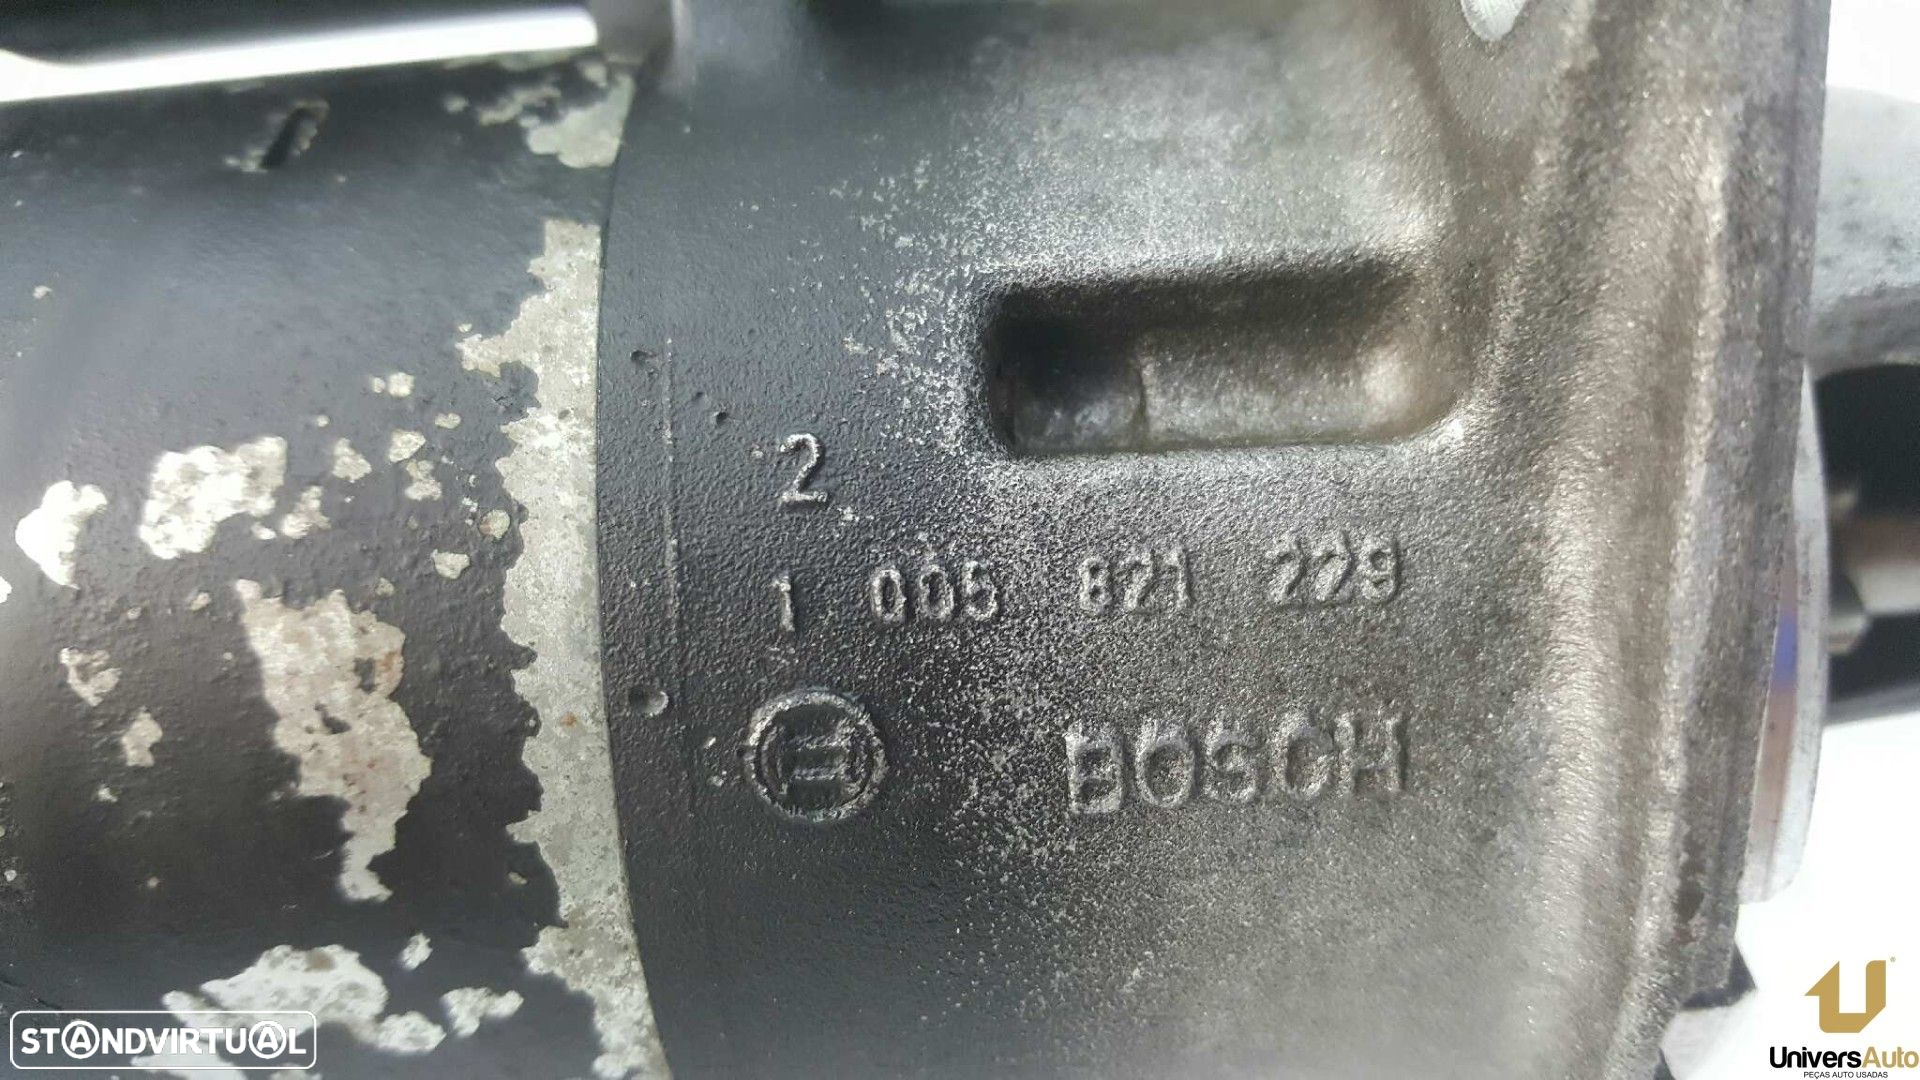 2
1 005 821 229
BOSCH
STANDVIRTUAL
UniversAuto
PEÇAS AUTO USADAS